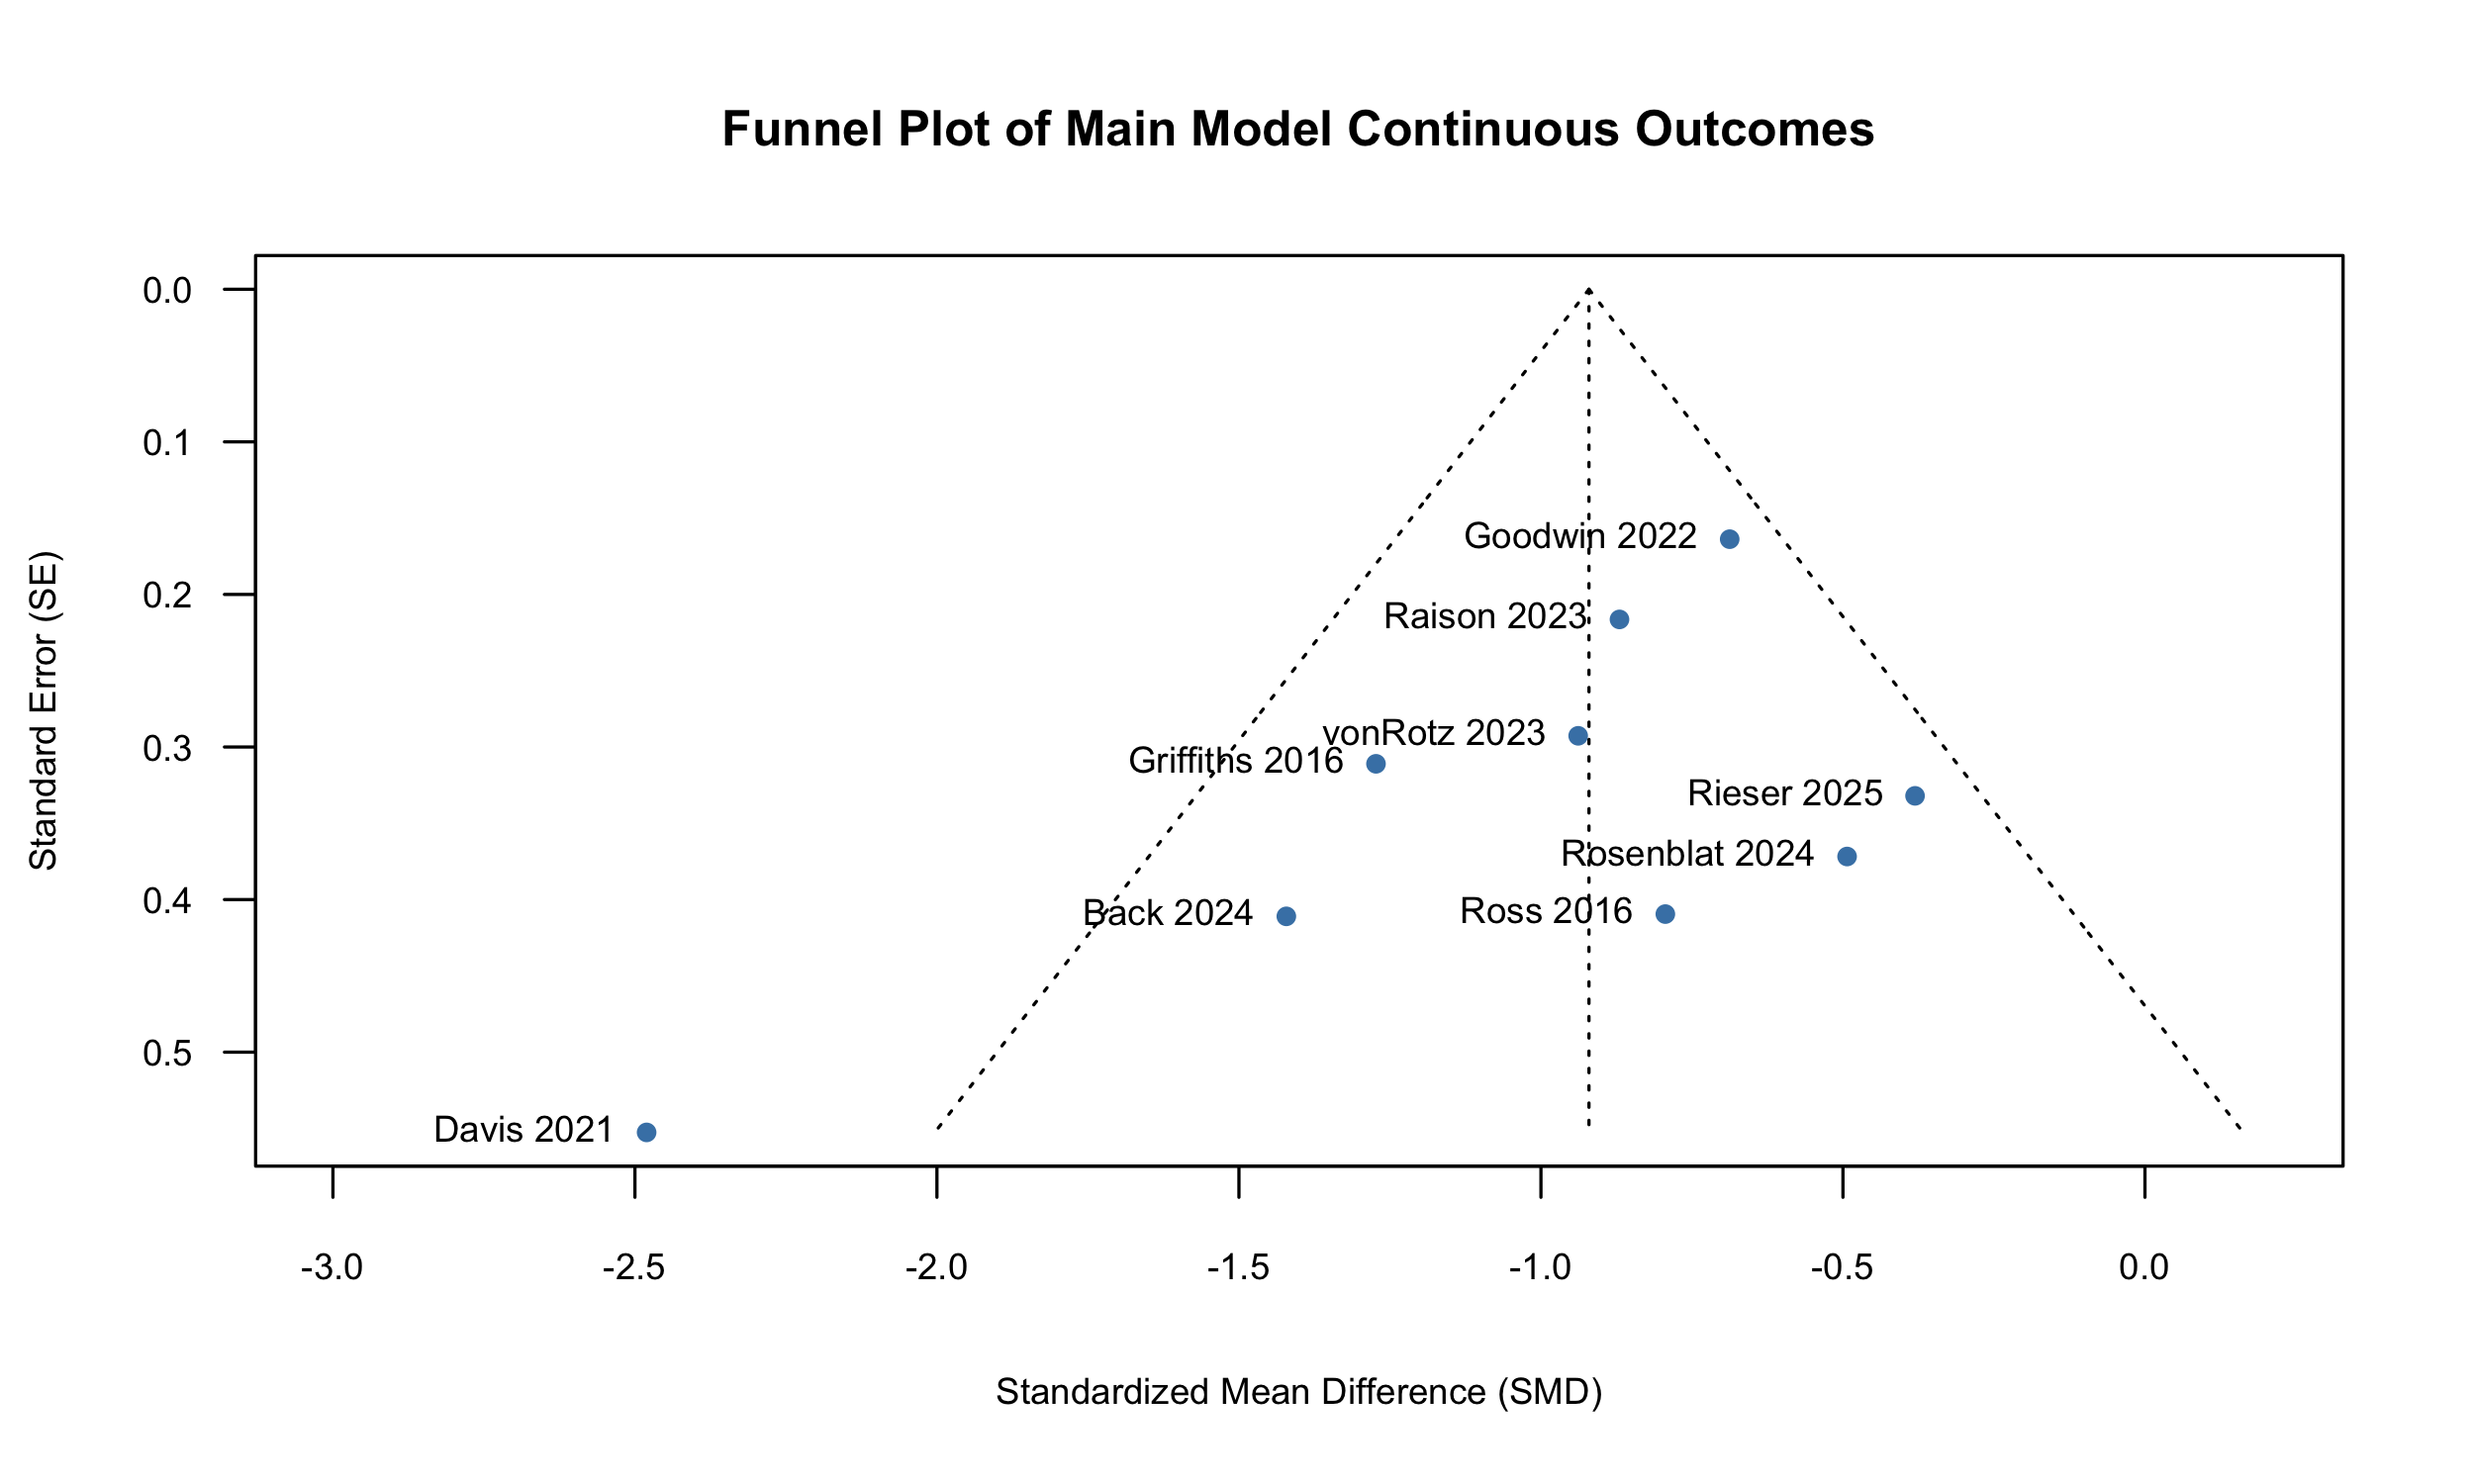 Funnel Plot of Main Model Continuous Outcomes
0.0
0.1
Goodwin 2022
0.2
Raison 2023
vonRotz 2023
0.3
Griffiths 2016
Rieser 2025
Rosenblat 2024
0.4
Back 2024
Ross 2016
0.5
Davis 2021
Standard Error (SE)
-3.0 -2.5 -2.0 -1.5 -1.0 -0.5 0.0
Standardized Mean Difference (SMD)